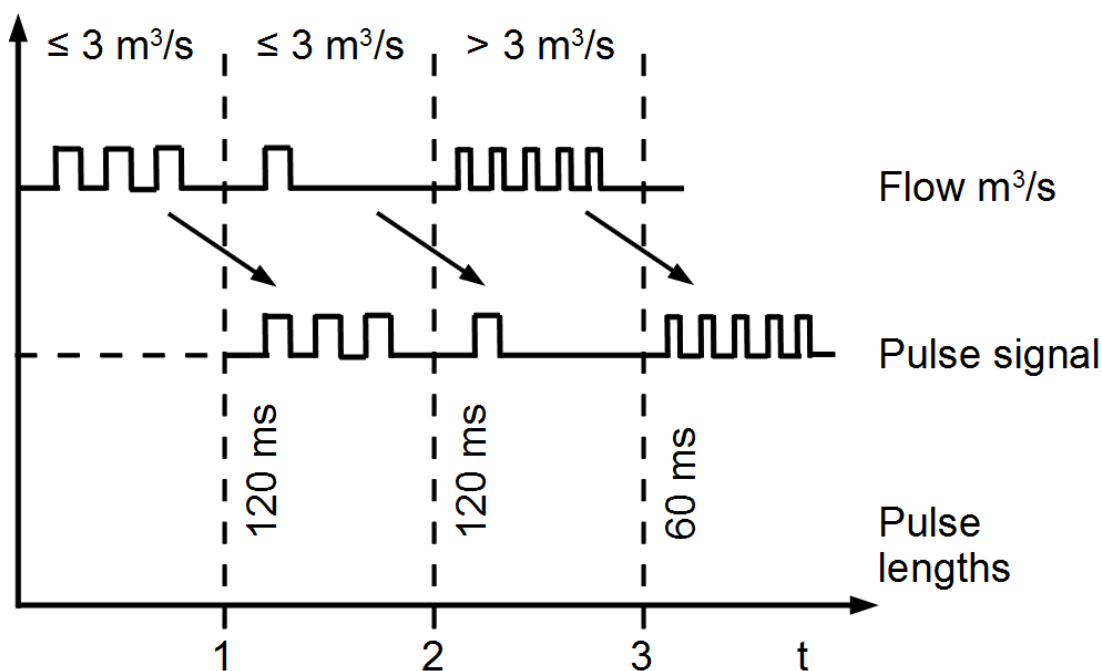 ≤ 3 m³/s ≤ 3 m³/s > 3 m³/s
Flow m³/s
Pulse signal
120 ms 120 ms 60 ms
Pulse
lengths
1 2 3 t